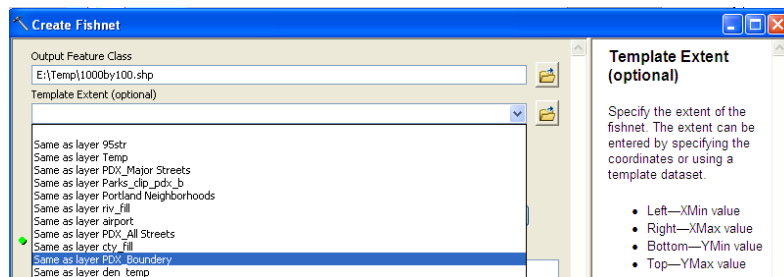 Create Fishnet
Output Feature Class
E:\Temp\1000by100.shp
Template Extent (optional)
Same as layer 95str
Same as layer Temp
Same as layer PDX_Major Streets
Same as layer Parks_clip_pdx_b
Same as layer Portland Neighborhoods
Same as layer riv_fill
Same as layer airport
Same as layer PDX_All Streets
Same as layer cty_fill
Same as layer PDX_Boundery
Same as layer den_temp
Template Extent
(optional)
Specify the extent of the
fishnet. The extent can be
entered by specifying the
coordinates or using a
template dataset.
• Left—XMin value
• Right—XMax value
• Bottom—YMin value
• Top—YMax value